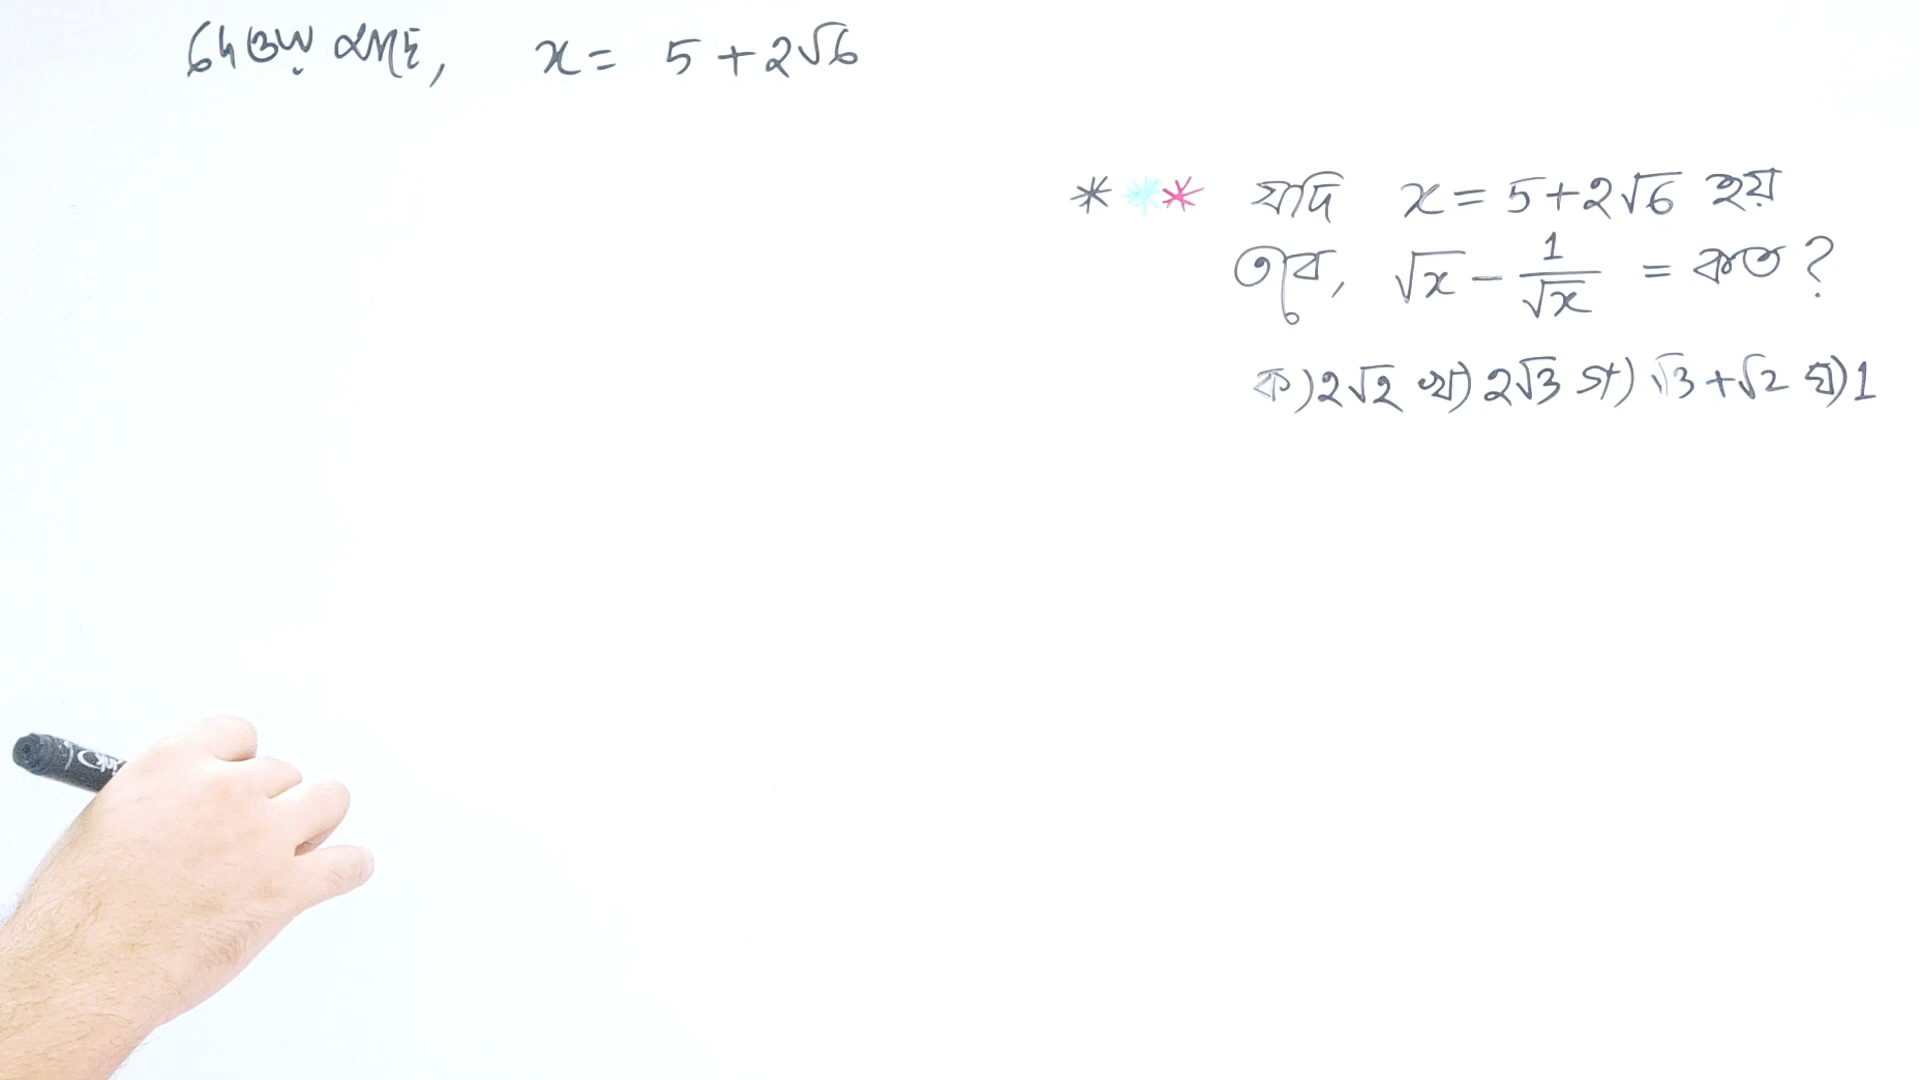 দেওয়া আছে, x = 5 + 2√6
* * * যদি x = 5 + 2√6 হয়
তবে, √x - 1/√x = কত ?
ক) 2√2 খ) 2√3 গ) √3 + √2 ঘ) 1